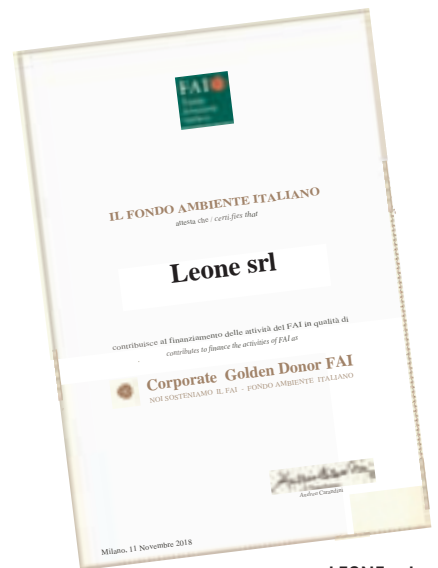 FAI
IL FONDO AMBIENTE ITALIANO
attesta che / certi.fies that
Leone srl
contribuisce al finanziamento delle attività del FAI in qualità di
contributes to finance the activities of FAI as
Corporate Golden Donor FAI
NOI SOSTENIAMO IL FAI - FONDO AMBIENTE ITALIANO
Milano, 11 Novembre 2018